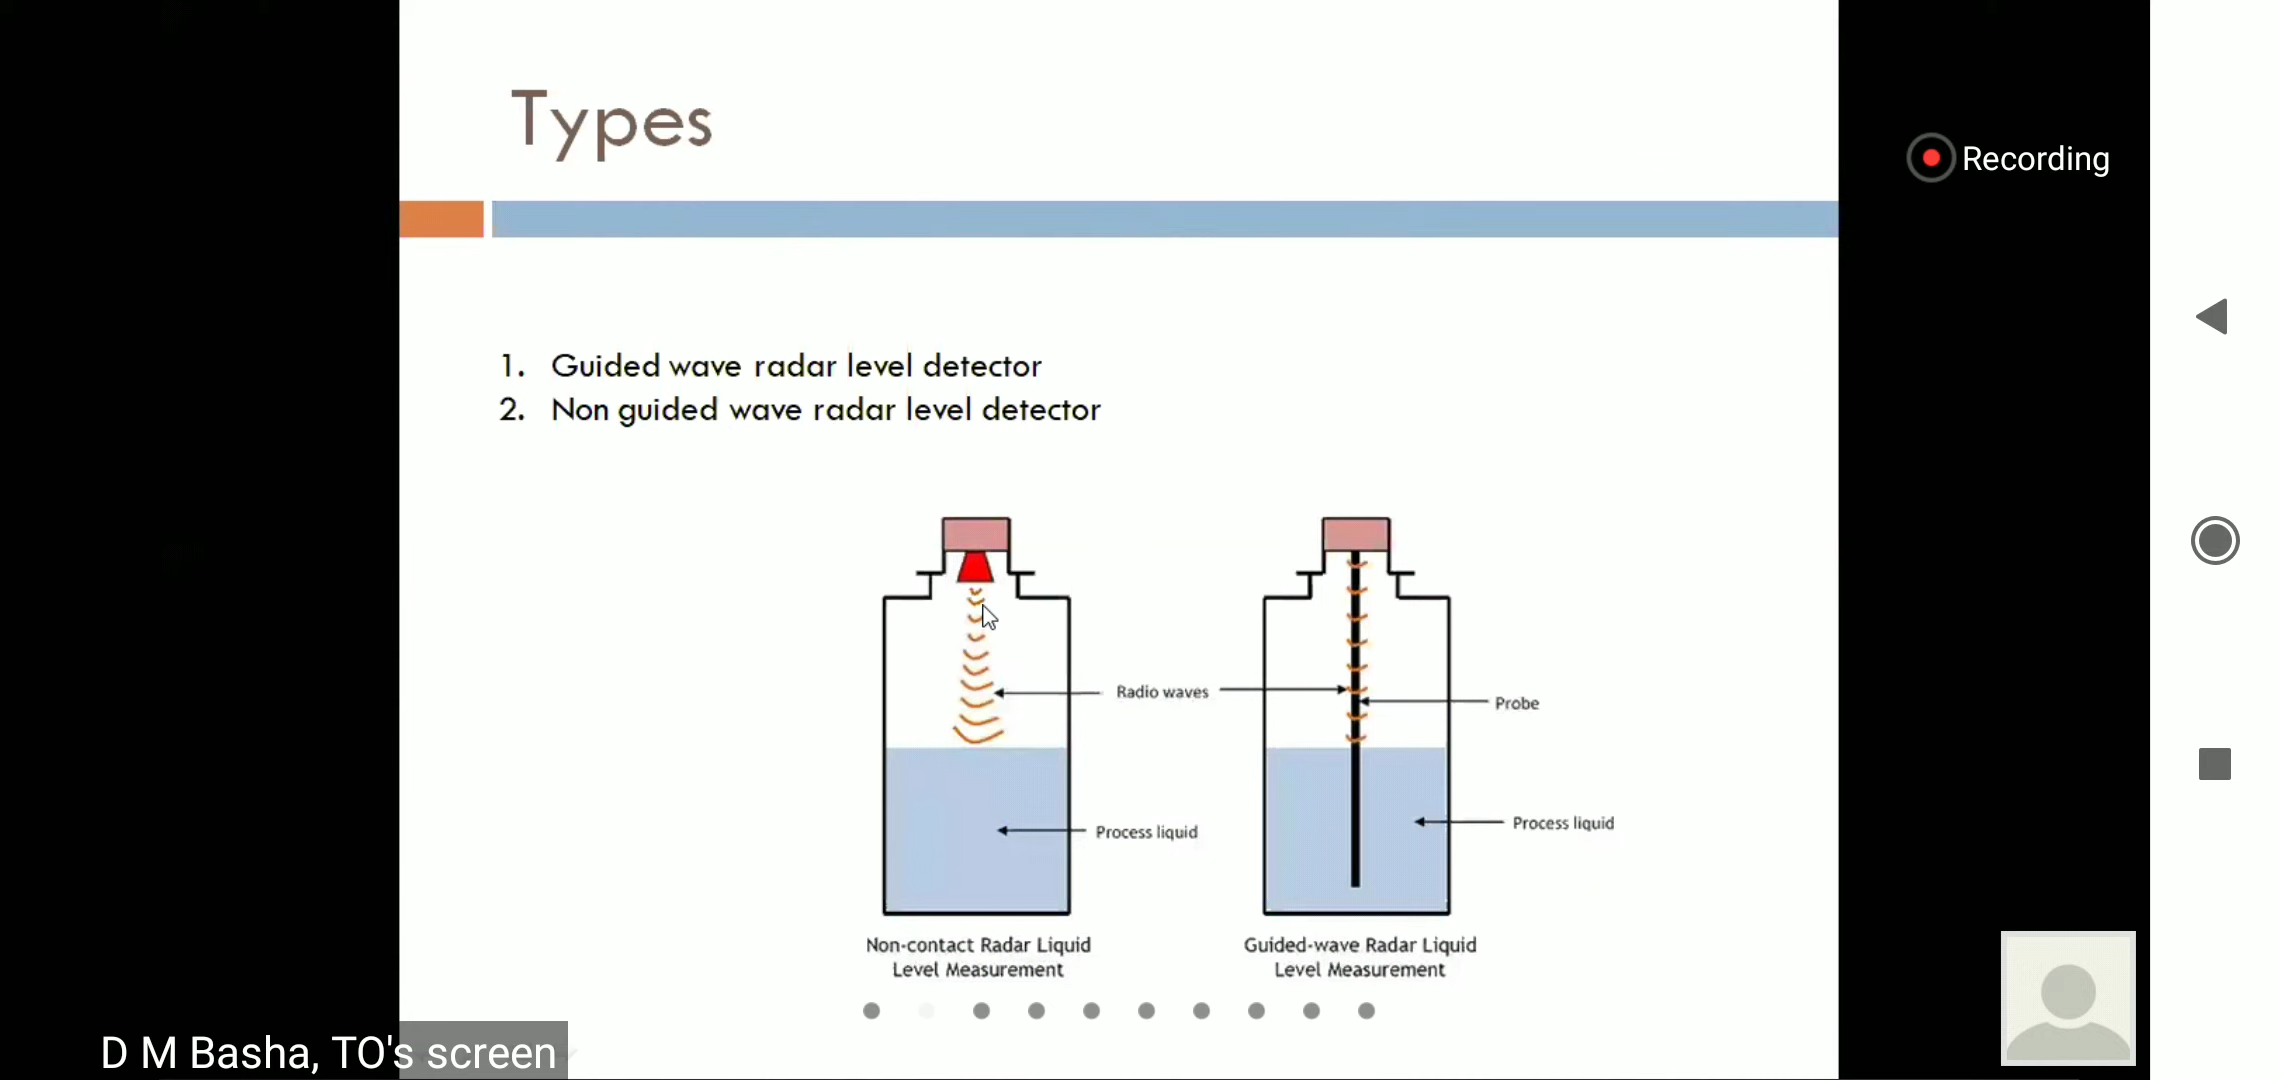 Types
Recording
1. Guided wave radar level detector
2. Non guided wave radar level detector
Radio waves
Probe
Process liquid
Process liquid
Non-contact Radar Liquid
Level Measurement
Guided-wave Radar Liquid
Level Measurement
D M Basha, TO's screen